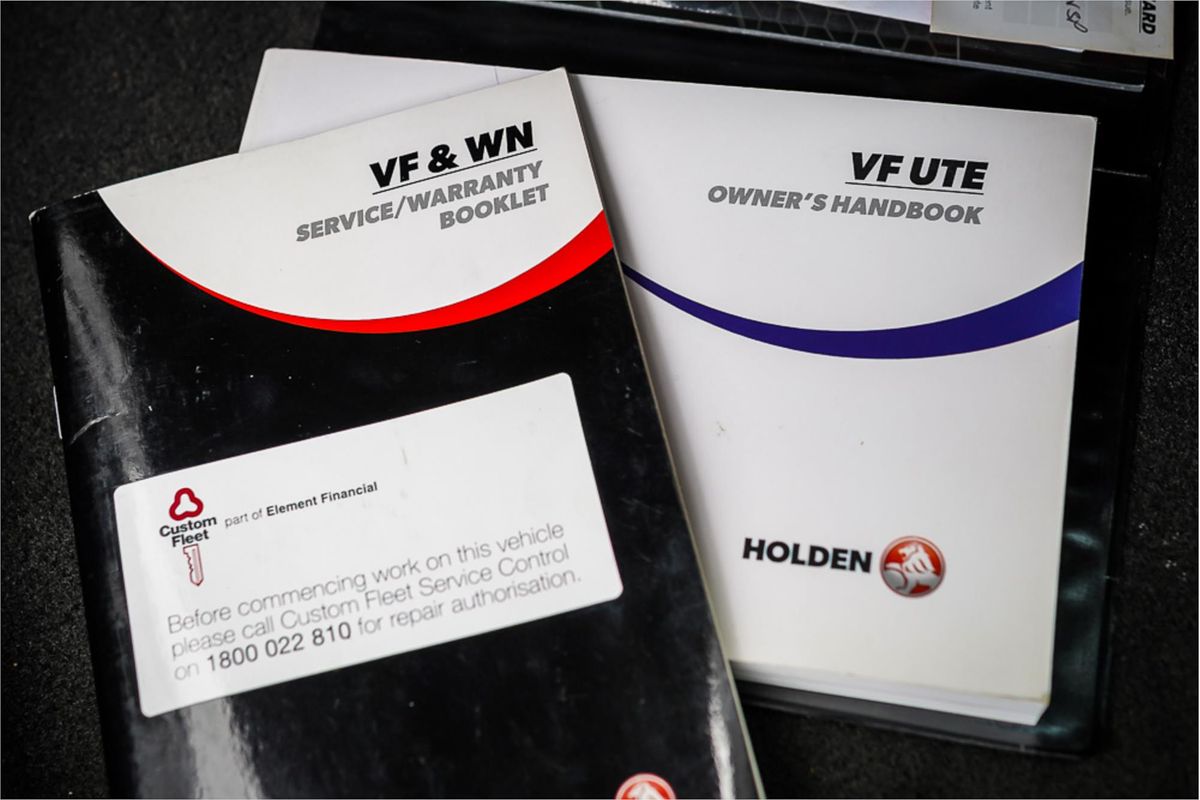 VF & WN
SERVICE/WARRANTY
BOOKLET
Custom
Fleet
part of Element Financial
Before commencing work on this vehicle
please call Custom Fleet Service Control
on 1800 022 810 for repair authorisation.
VF UTE
OWNER'S HANDBOOK
HOLDEN